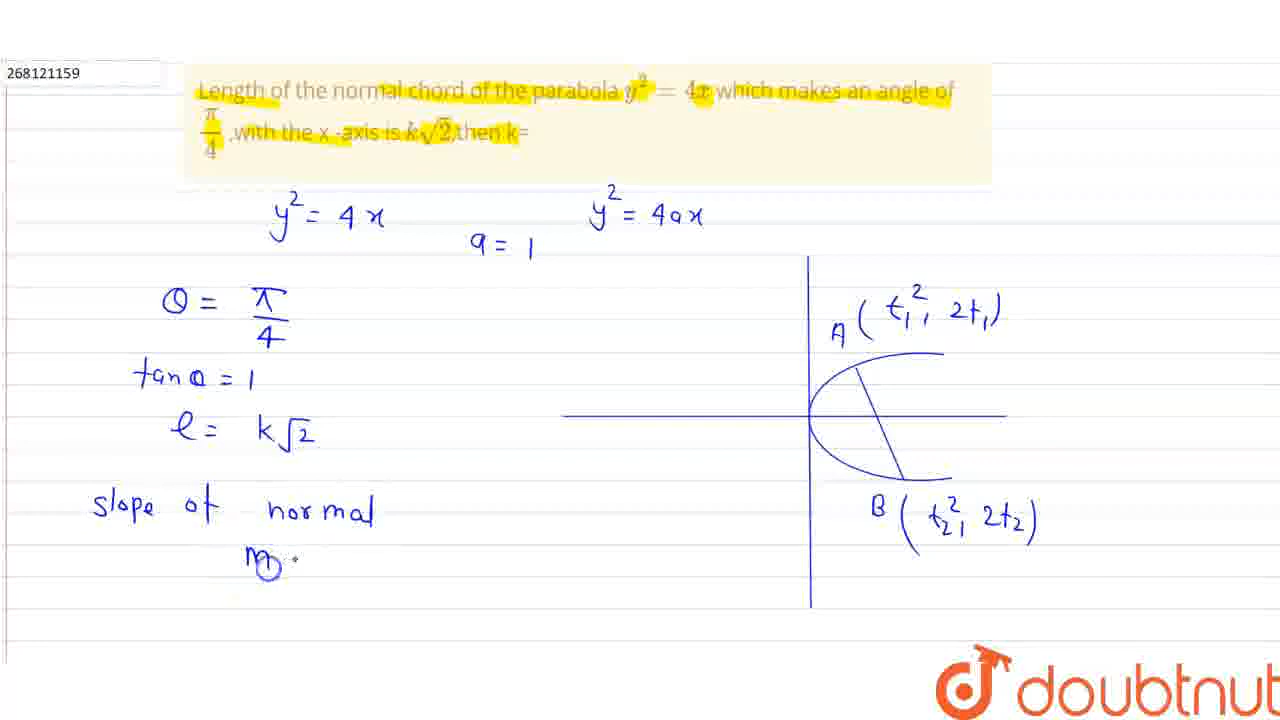 268121159
Length of the normal chord of the parabola y² = 4x which makes an angle of
π/4 ,with the x -axis is k√2,then k=
y² = 4x
y² = 4ax
a = 1
θ = π/4
A (t₁², 2t₁)
tanθ = 1
l = k√2
slope of normal
B (t₂², 2t₂)
m
doubtnut